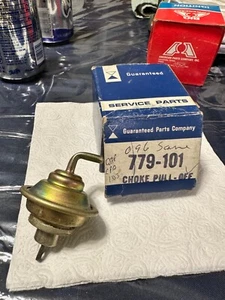 Guaranteed
SERVICE PARTS
Guaranteed Parts Company
0.96 Same
779-101
CHOKE PULL-OFF